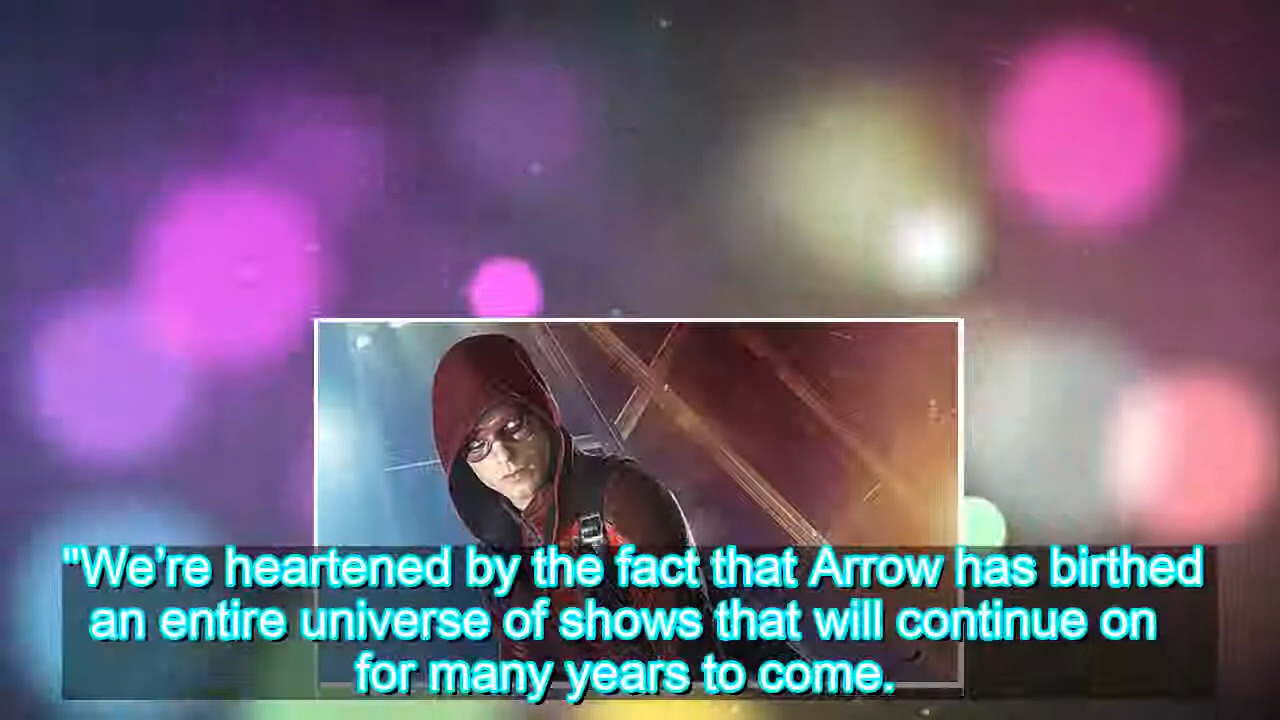 "We’re heartened by the fact that Arrow has birthed
an entire universe of shows that will continue on
for many years to come.